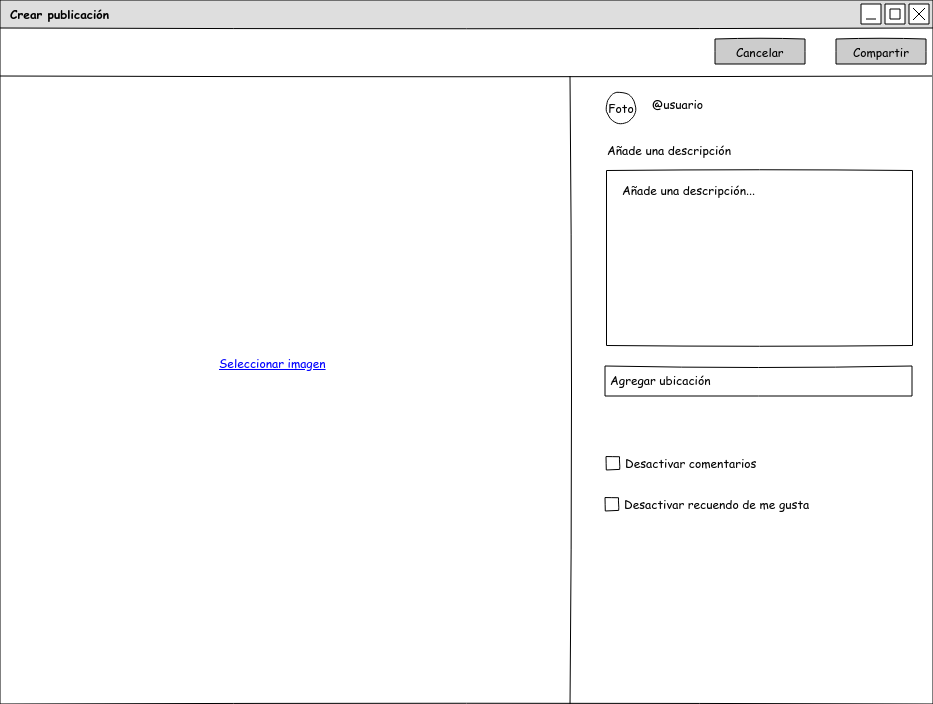 Crear publicación
Cancelar
Compartir
Foto
@usuario
Añade una descripción
Añade una descripción...
Seleccionar imagen
Agregar ubicación
Desactivar comentarios
Desactivar recuendo de me gusta